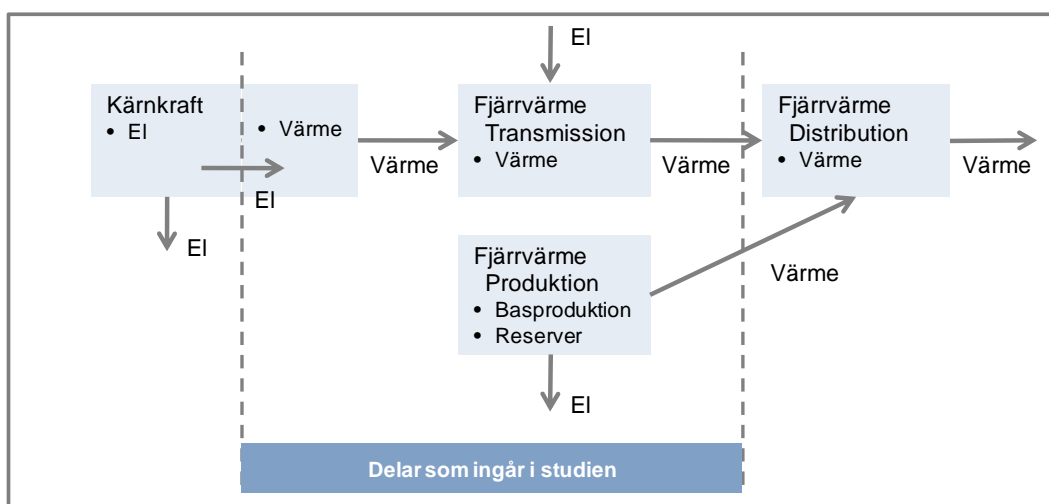 El
Kärnkraft
• El
• Värme
El
El
Värme
Fjärrvärme
Transmission
• Värme
Värme
Fjärrvärme
Distribution
• Värme
Värme
Fjärrvärme
Produktion
• Basproduktion
• Reserver
Värme
El
Delar som ingår i studien